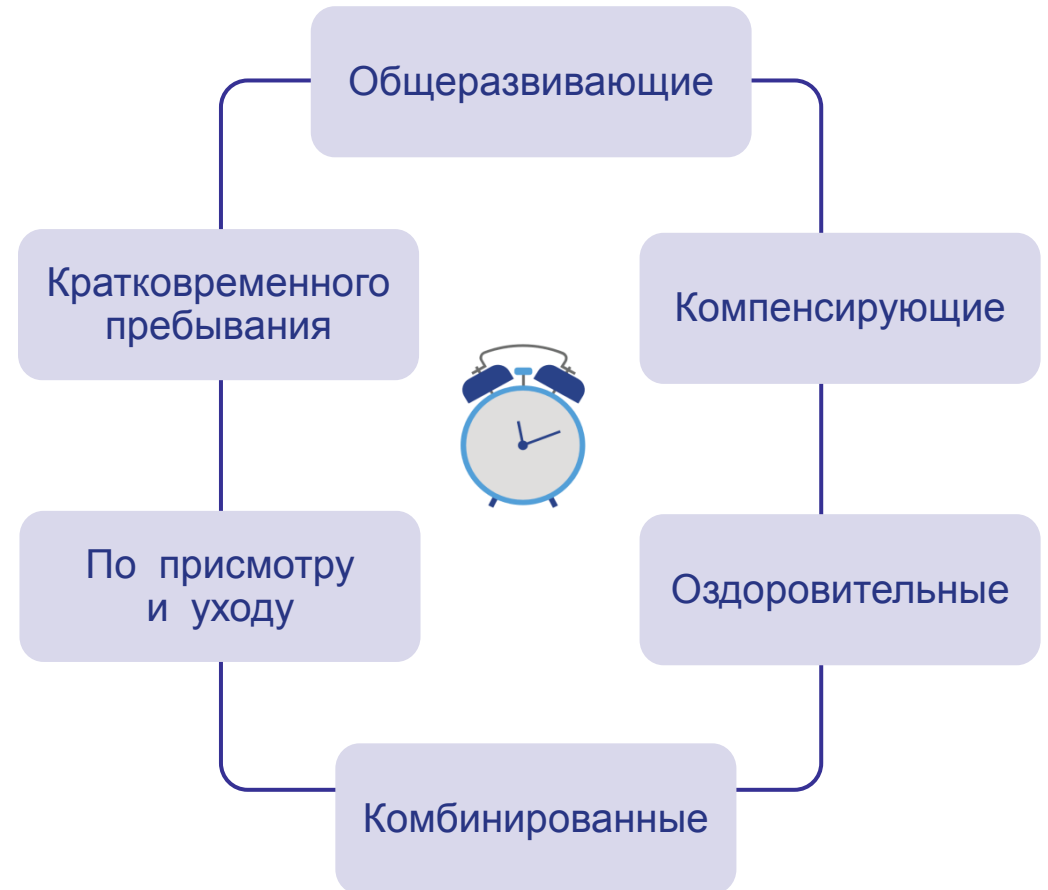 Общеразвивающие
Кратковременного
пребывания
Компенсирующие
По присмотру
и уходу
Оздоровительные
Комбинированные